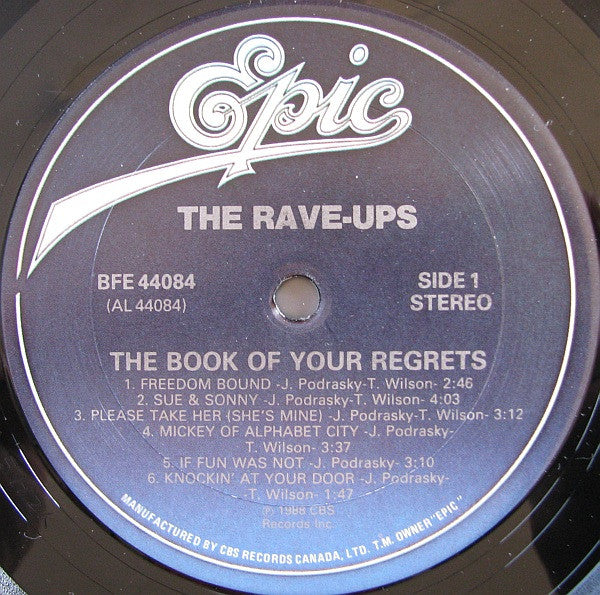 Epic
THE RAVE-UPS
BFE 44084
(AL 44084)
SIDE 1
STEREO
THE BOOK OF YOUR REGRETS
1. FREEDOM BOUND -J. Podrasky-T. Wilson- 2:46
2. SUE & SONNY -J. Podrasky-T. Wilson- 4:03
3. PLEASE TAKE HER (SHE'S MINE) -J. Podrasky-T. Wilson- 3:12
4. MICKEY OF ALPHABET CITY -J. Podrasky-
T. Wilson- 3:37
5. IF FUN WAS NOT -J. Podrasky- 3:10
6. KNOCKIN' AT YOUR DOOR -J. Podrasky-
-T. Wilson- 1:47
℗ 1988 CBS
Records Inc.
MANUFACTURED BY CBS RECORDS CANADA, LTD. T.M. OWNER "EPIC"